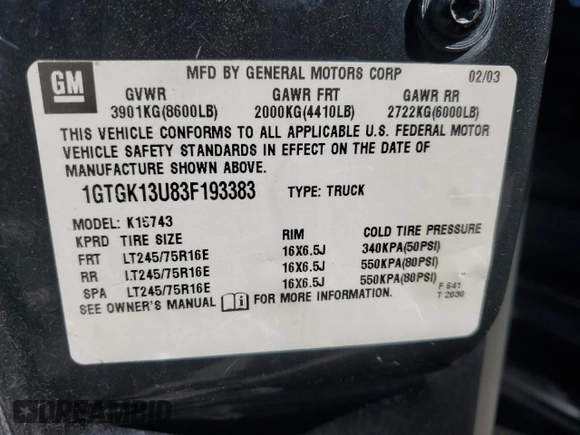 GM
MFD BY GENERAL MOTORS CORP 02/03
GVWR GAWR FRT GAWR RR
3901KG(8600LB) 2000KG(4410LB) 2722KG(6000LB)
THIS VEHICLE CONFORMS TO ALL APPLICABLE U.S. FEDERAL MOTOR
VEHICLE SAFETY STANDARDS IN EFFECT ON THE DATE OF
MANUFACTURE SHOWN ABOVE.
1GTGK13U83F193383 TYPE: TRUCK
MODEL: K15743
KPRD TIRE SIZE RIM COLD TIRE PRESSURE
FRT LT245/75R16E 16X6.5J 340KPA(50PSI)
RR LT245/75R16E 16X6.5J 550KPA(80PSI)
SPA LT245/75R16E 16X6.5J 550KPA(80PSI)
SEE OWNER'S MANUAL i FOR MORE INFORMATION. F 641
T 2030
DREAMBID